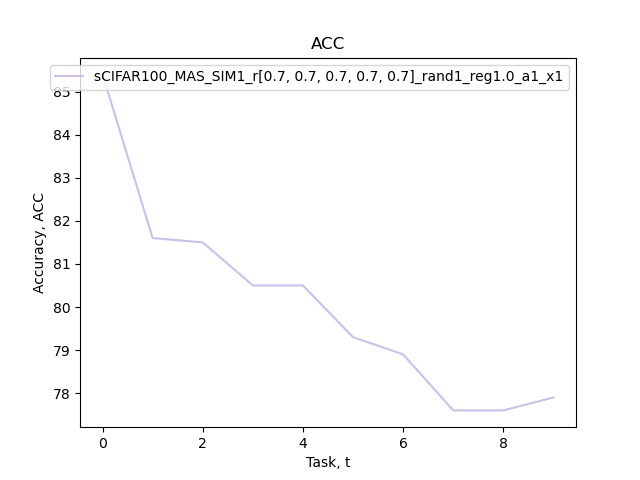 ACC
sCIFAR100_MAS_SIM1_r[0.7, 0.7, 0.7, 0.7, 0.7]_rand1_reg1.0_a1_x1
85
84
83
82
81
80
79
78
Accuracy, ACC
0 2 4 6 8
Task, t